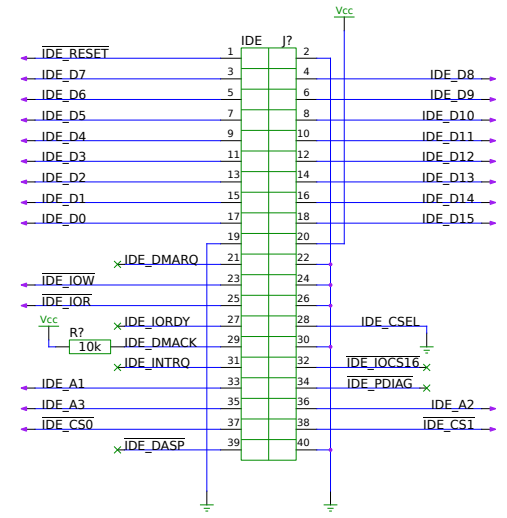 Vcc
IDE J?
IDE_RESET 1 2
IDE_D7 3 4 IDE_D8
IDE_D6 5 6 IDE_D9
IDE_D5 7 8 IDE_D10
IDE_D4 9 10 IDE_D11
IDE_D3 11 12 IDE_D12
IDE_D2 13 14 IDE_D13
IDE_D1 15 16 IDE_D14
IDE_D0 17 18 IDE_D15
19 20
IDE_DMARQ 21 22
IDE_IOW 23 24
IDE_IOR 25 26
Vcc
IDE_IORDY 27 28 IDE_CSEL
R?
10k IDE_DMACK 29 30
IDE_INTRQ 31 32 IDE_IOCS16
IDE_A1 33 34 IDE_PDIAG
IDE_A3 35 36 IDE_A2
IDE_CS0 37 38 IDE_CS1
IDE_DASP 39 40